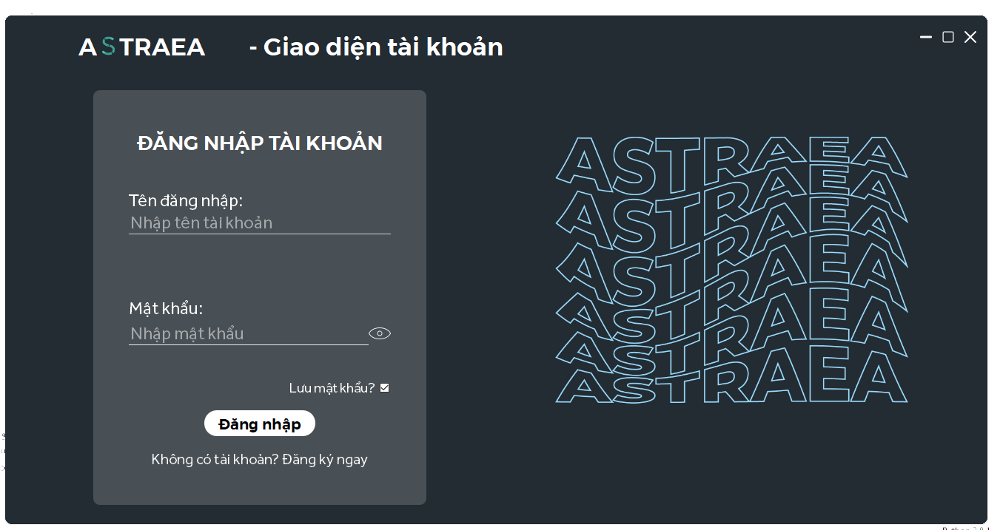 ASTRAEA - Giao diện tài khoản
ĐĂNG NHẬP TÀI KHOẢN
Tên đăng nhập:
Nhập tên tài khoản
Mật khẩu:
Nhập mật khẩu
Lưu mật khẩu?
Đăng nhập
Không có tài khoản? Đăng ký ngay
ASTRAEA
ASTRAEA
ASTRAEA
ASTRAEA
ASTRAEA
ASTRAEA